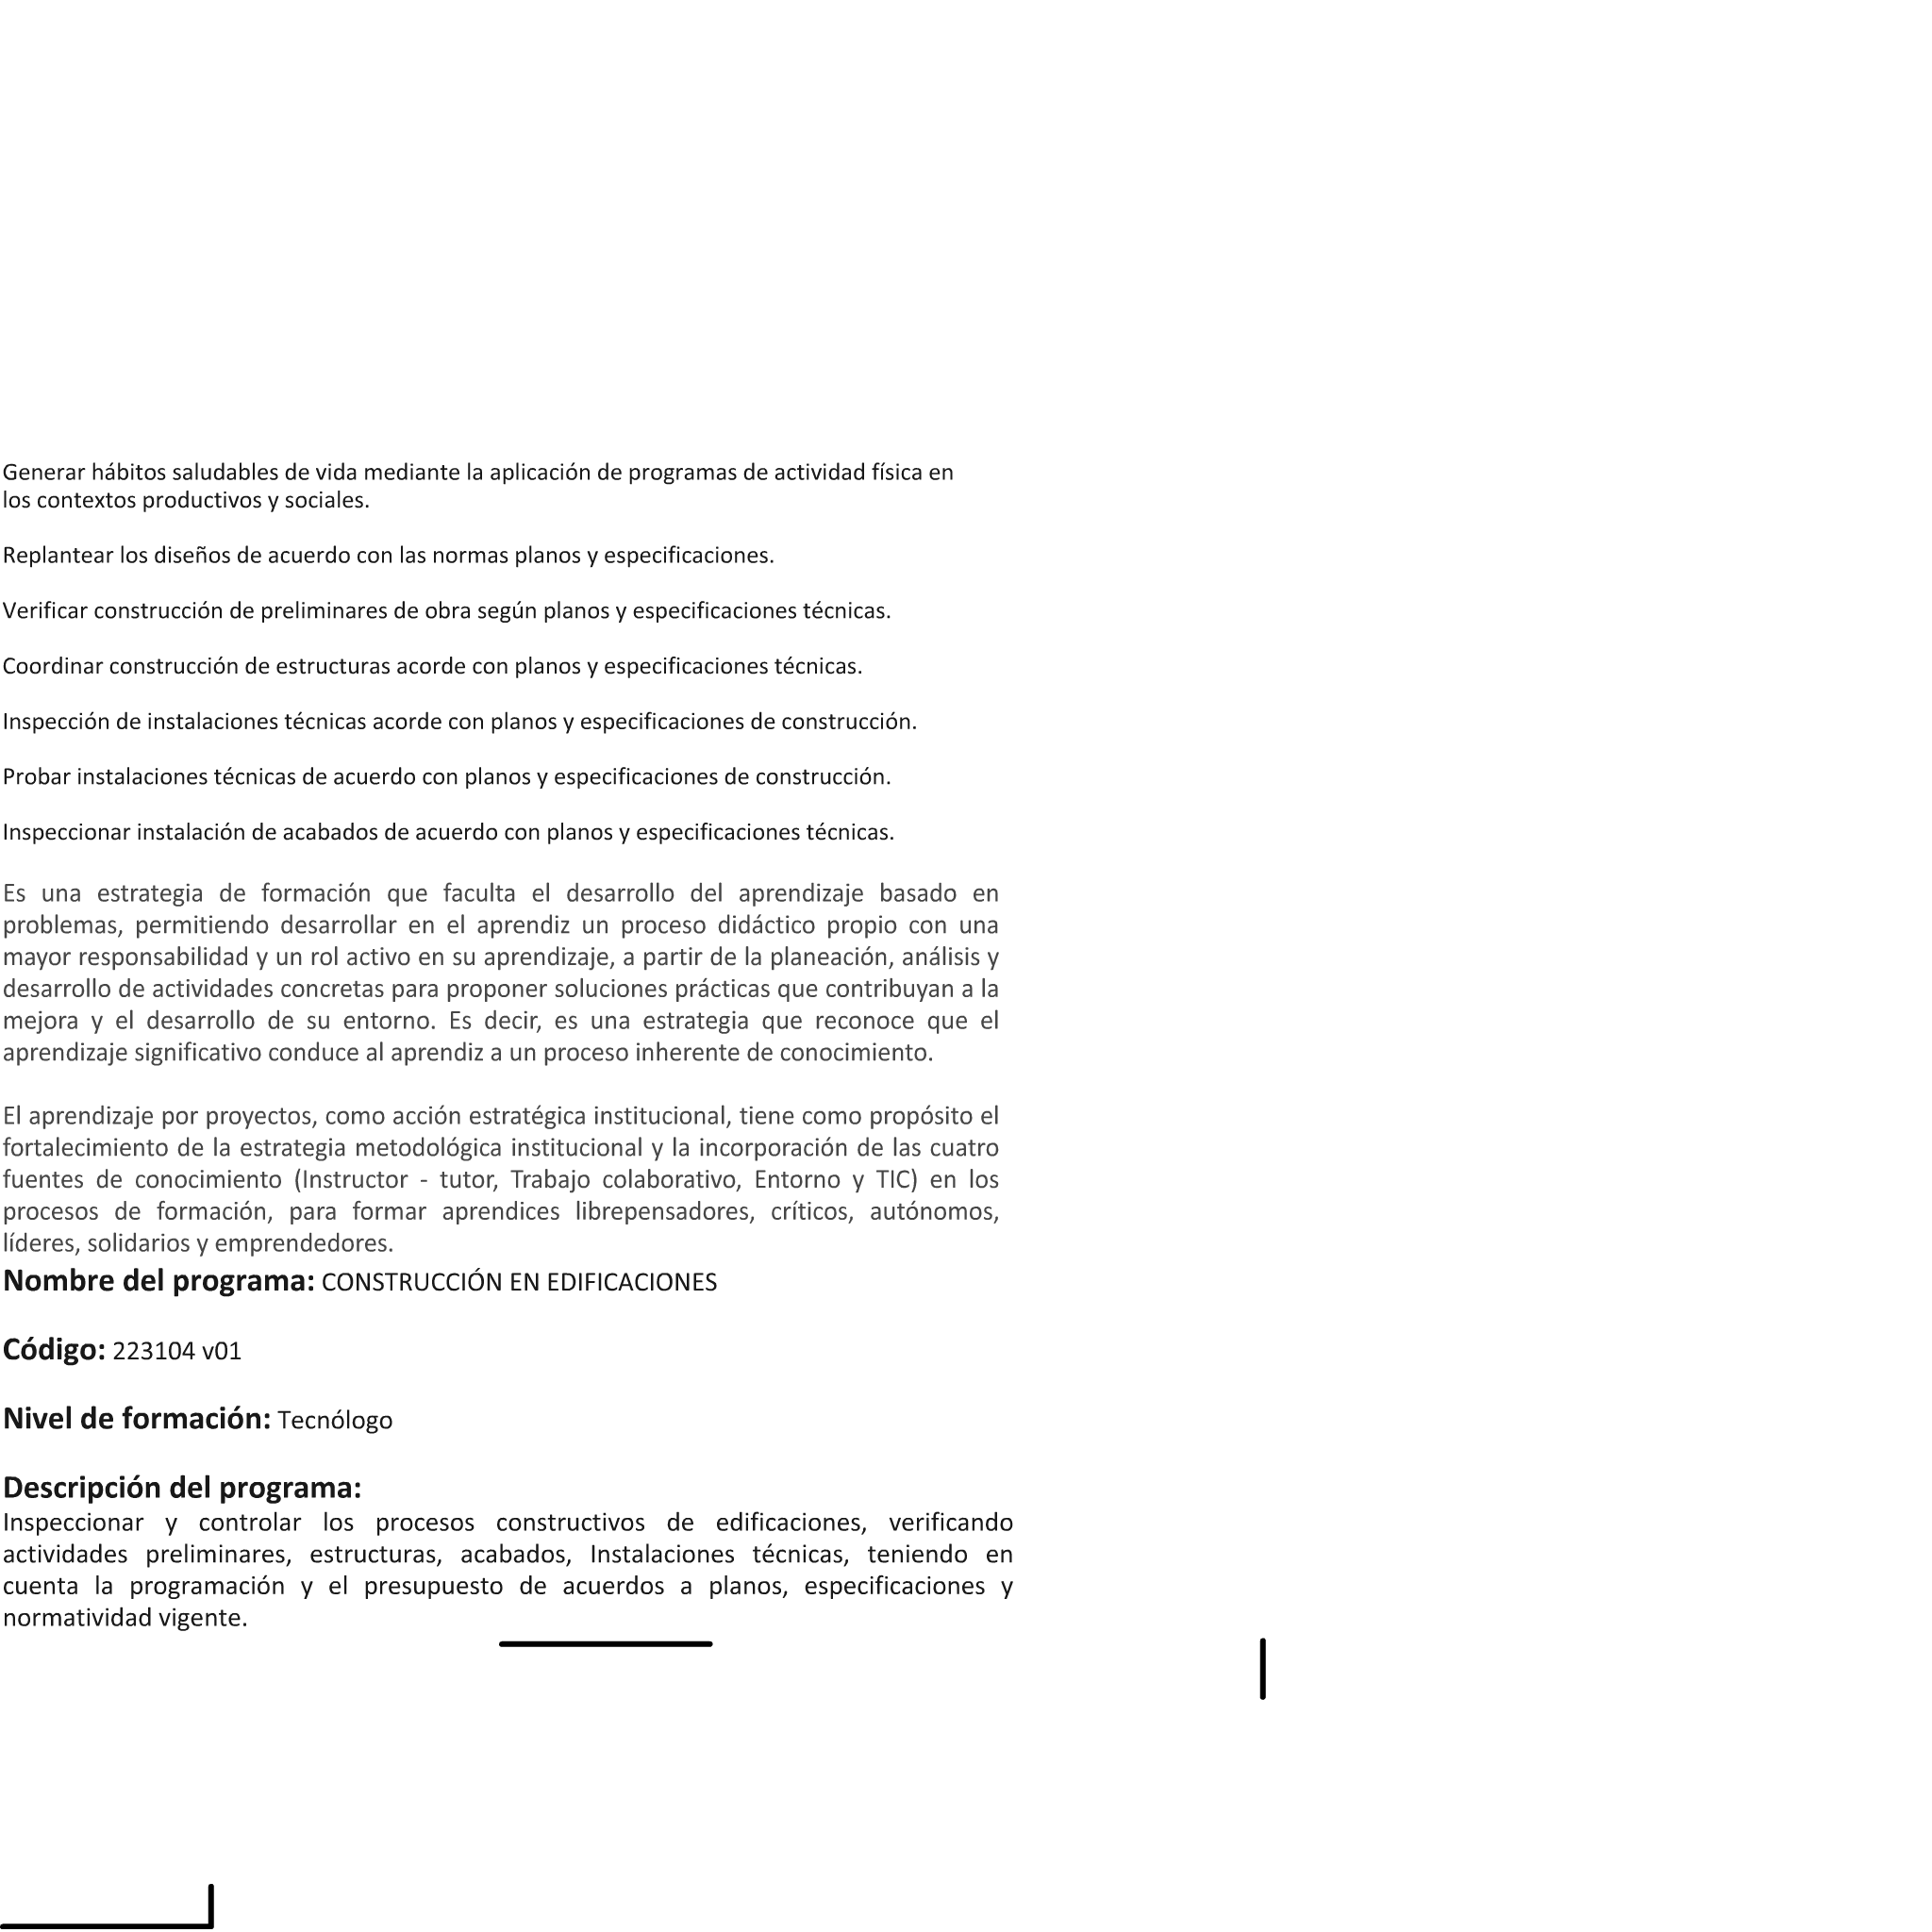 Generar hábitos saludables de vida mediante la aplicación de programas de actividad física en
los contextos productivos y sociales.
Replantear los diseños de acuerdo con las normas planos y especificaciones.
Verificar construcción de preliminares de obra según planos y especificaciones técnicas.
Coordinar construcción de estructuras acorde con planos y especificaciones técnicas.
Inspección de instalaciones técnicas acorde con planos y especificaciones de construcción.
Probar instalaciones técnicas de acuerdo con planos y especificaciones de construcción.
Inspeccionar instalación de acabados de acuerdo con planos y especificaciones técnicas.
Es una estrategia de formación que faculta el desarrollo del aprendizaje basado en
problemas, permitiendo desarrollar en el aprendiz un proceso didáctico propio con una
mayor responsabilidad y un rol activo en su aprendizaje, a partir de la planeación, análisis y
desarrollo de actividades concretas para proponer soluciones prácticas que contribuyan a la
mejora y el desarrollo de su entorno. Es decir, es una estrategia que reconoce que el
aprendizaje significativo conduce al aprendiz a un proceso inherente de conocimiento.
El aprendizaje por proyectos, como acción estratégica institucional, tiene como propósito el
fortalecimiento de la estrategia metodológica institucional y la incorporación de las cuatro
fuentes de conocimiento (Instructor - tutor, Trabajo colaborativo, Entorno y TIC) en los
procesos de formación, para formar aprendices librepensadores, críticos, autónomos,
líderes, solidarios y emprendedores.
Nombre del programa: CONSTRUCCIÓN EN EDIFICACIONES
Código: 223104 v01
Nivel de formación: Tecnólogo
Descripción del programa:
Inspeccionar y controlar los procesos constructivos de edificaciones, verificando
actividades preliminares, estructuras, acabados, Instalaciones técnicas, teniendo en
cuenta la programación y el presupuesto de acuerdos a planos, especificaciones y
normatividad vigente.